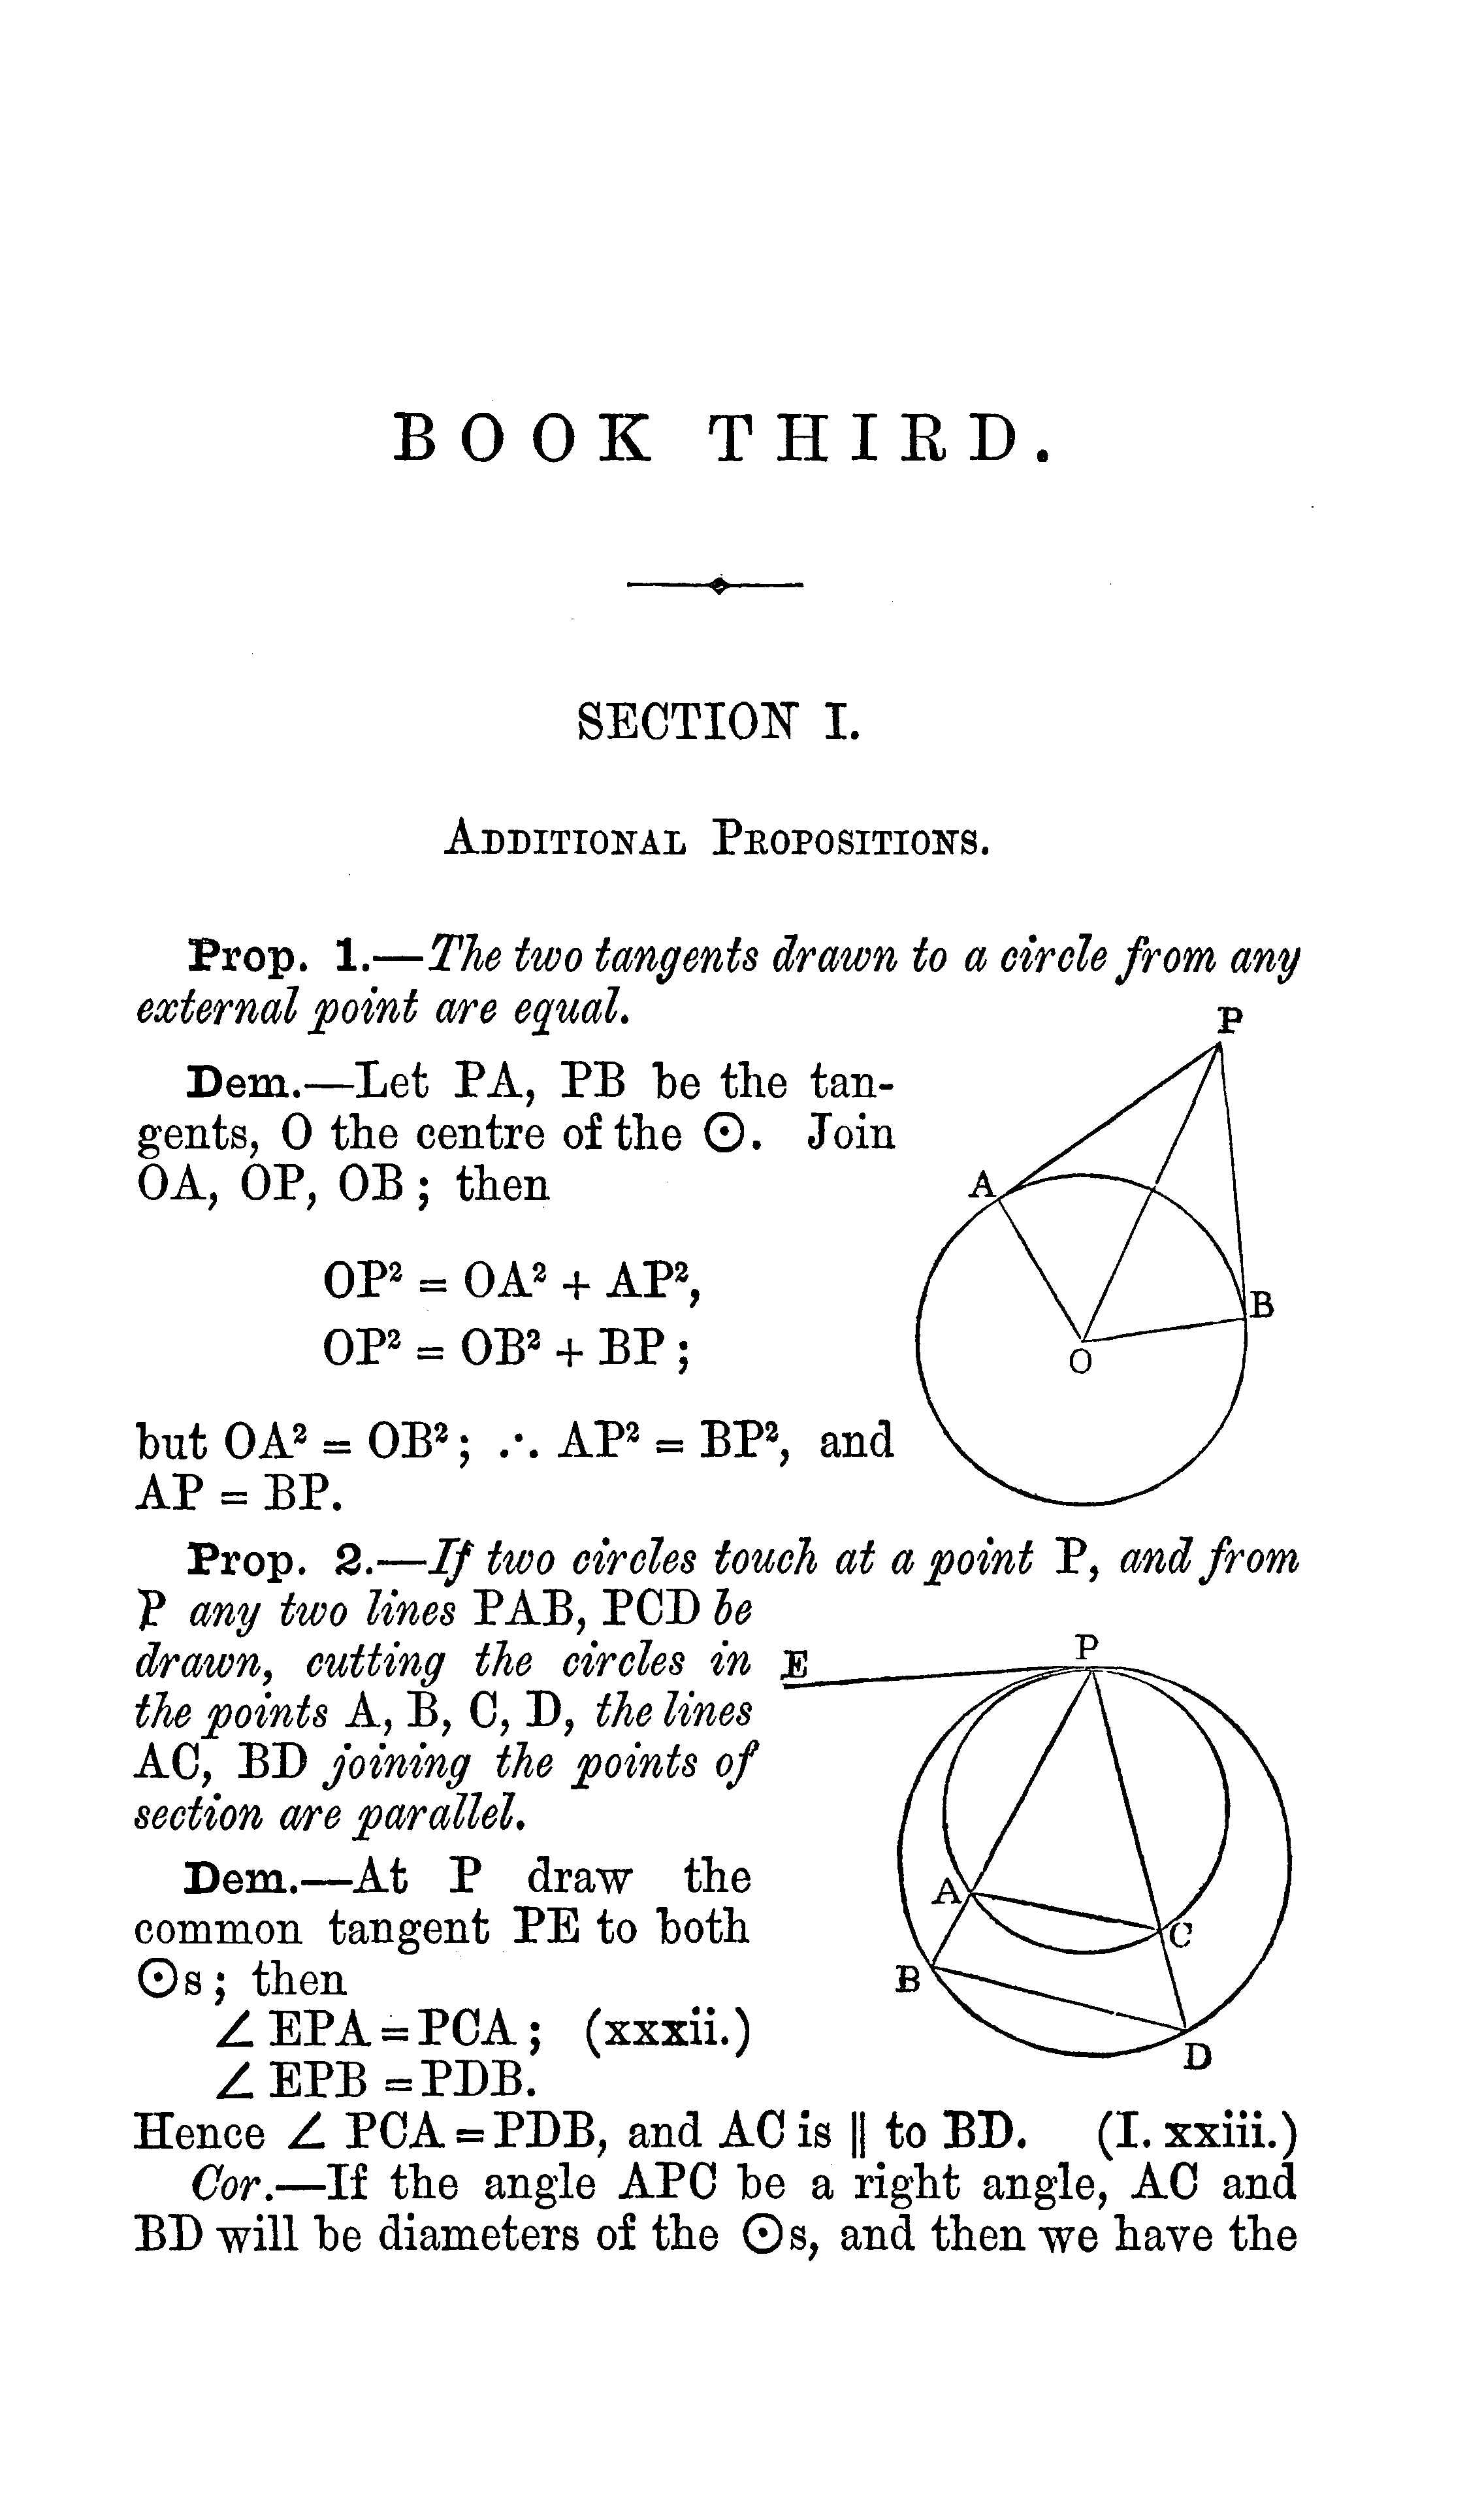 BOOK THIRD.
SECTION I.
ADDITIONAL PROPOSITIONS.
Prop. 1.—The two tangents drawn to a circle from any
external point are equal.
Dem.—Let PA, PB be the tan-
gents, O the centre of the ⊙. Join
OA, OP, OB; then
OP² = OA² + AP²,
OP² = OB² + BP;
but OA² = OB²; ∴ AP² = BP², and
AP = BP.
P
A
B
O
Prop. 2.—If two circles touch at a point P, and from
P any two lines PAB, PCD be
drawn, cutting the circles in
the points A, B, C, D, the lines
AC, BD joining the points of
section are parallel.
Dem.—At P draw the
common tangent PE to both
⊙s; then
∠ EPA = PCA; (xxxii.)
∠ EPB = PDB.
P
E
A
C
B
D
Hence ∠ PCA = PDB, and AC is ∥ to BD. (I. xxiii.)
Cor.—If the angle APC be a right angle, AC and
BD will be diameters of the ⊙s, and then we have the